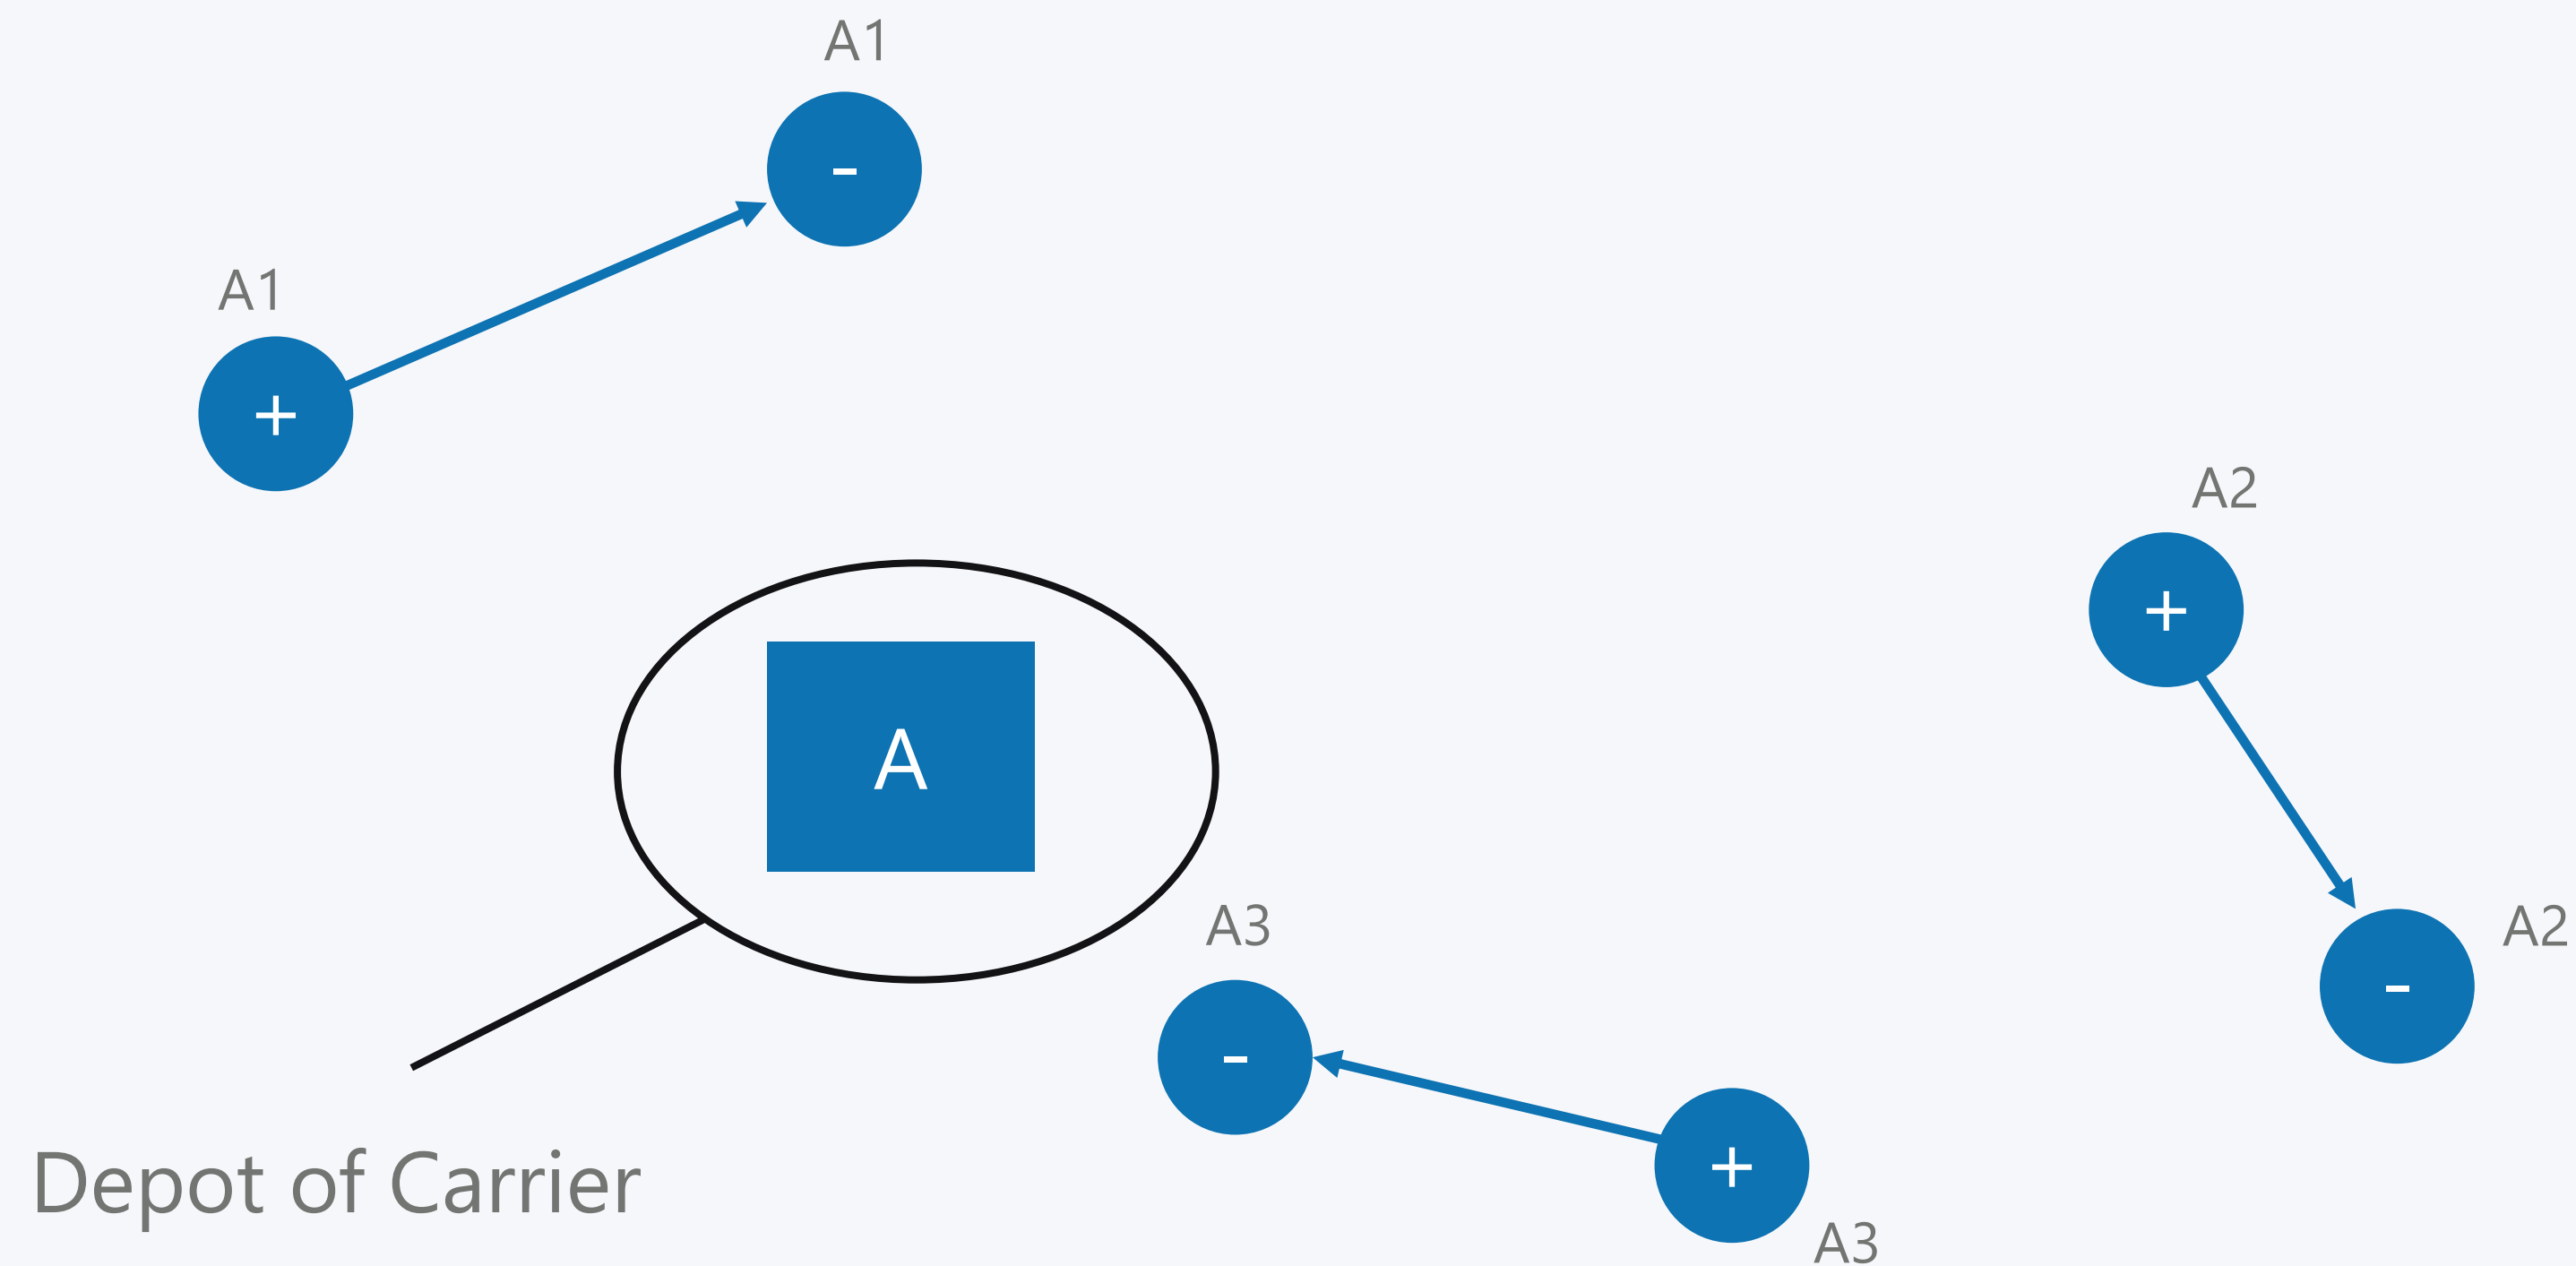 A1
-
A1
+
A2
+
A
A3
A2
-
-
+
Depot of Carrier
A3